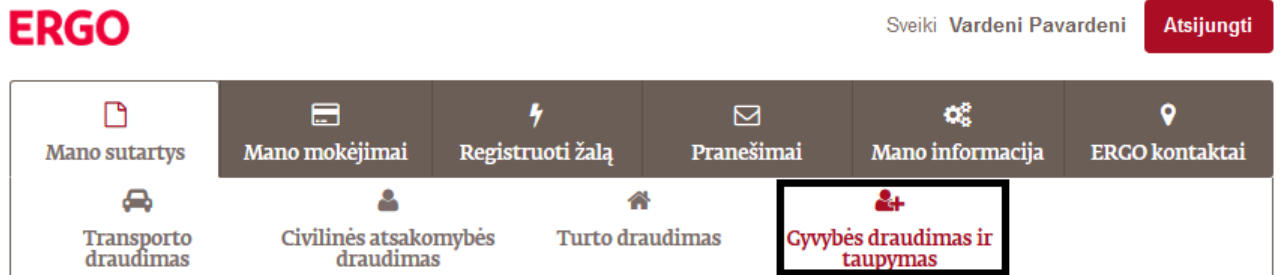 ERGO
Sveiki Vardeni Pavardeni Atsijungti
Mano sutartys Mano mokėjimai Registruoti žalą Pranešimai Mano informacija ERGO kontaktai
Transporto draudimas
Civilinės atsakomybės draudimas
Turto draudimas
Gyvybės draudimas ir taupymas